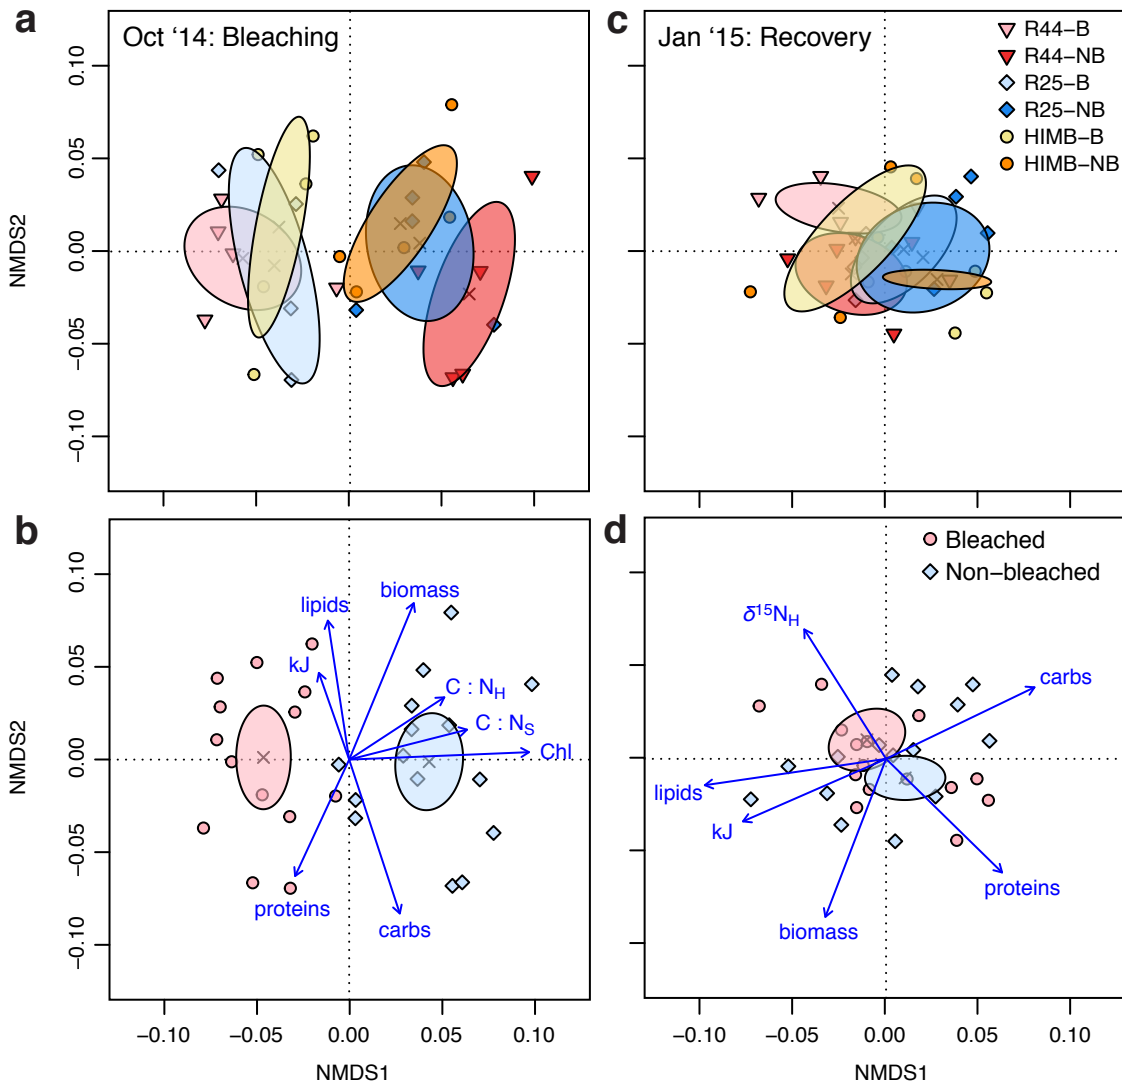 a
Oct ‘14: Bleaching
NMDS2
0.10
0.05
0.00
−0.05
−0.10
c
Jan ‘15: Recovery
R44−B
R44−NB
R25−B
R25−NB
HIMB−B
HIMB−NB
b
NMDS2
0.10
0.05
0.00
−0.05
−0.10
biomass
lipids
kJ
C : NH
C : NS
Chl
proteins
carbs
−0.10
−0.05
0.00
0.05
0.10
NMDS1
d
Bleached
Non−bleached
δ15NH
carbs
lipids
kJ
proteins
biomass
−0.10
−0.05
0.00
0.05
0.10
NMDS1